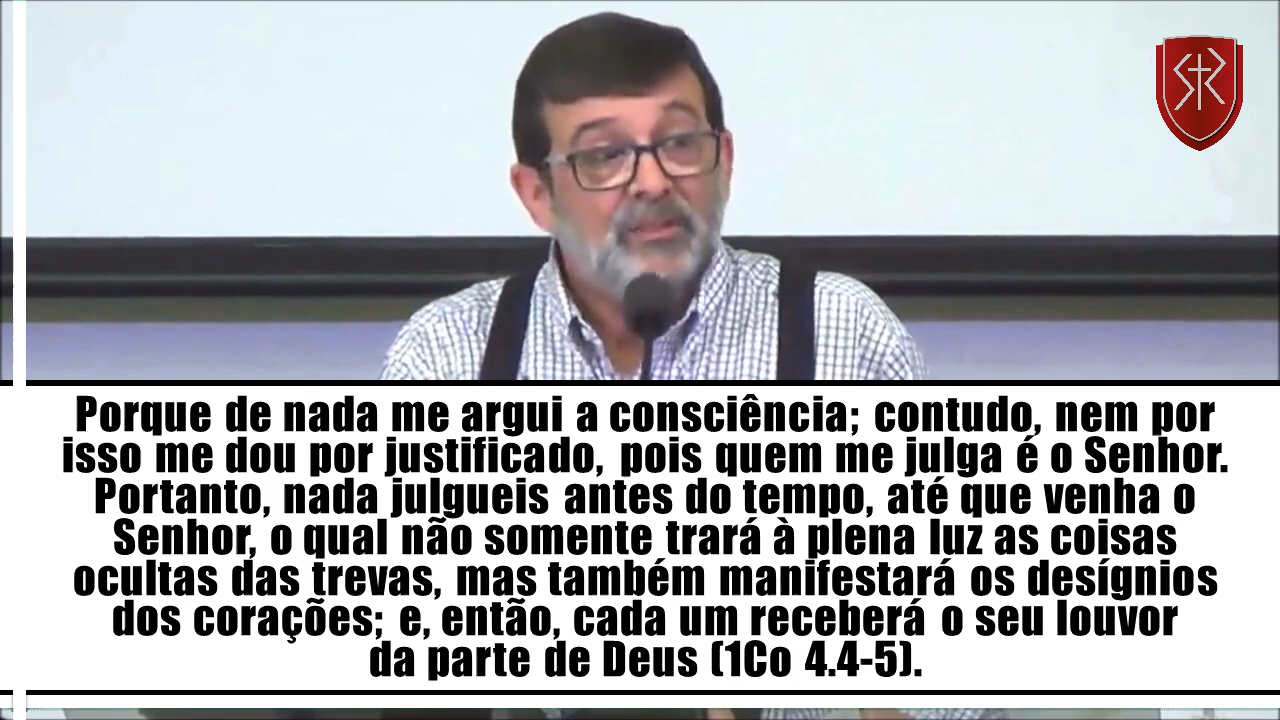 Porque de nada me argui a consciência; contudo, nem por
isso me dou por justificado, pois quem me julga é o Senhor.
Portanto, nada julgueis antes do tempo, até que venha o
Senhor, o qual não somente trará à plena luz as coisas
ocultas das trevas, mas também manifestará os desígnios
dos corações; e, então, cada um receberá o seu louvor
da parte de Deus (1Co 4.4-5).